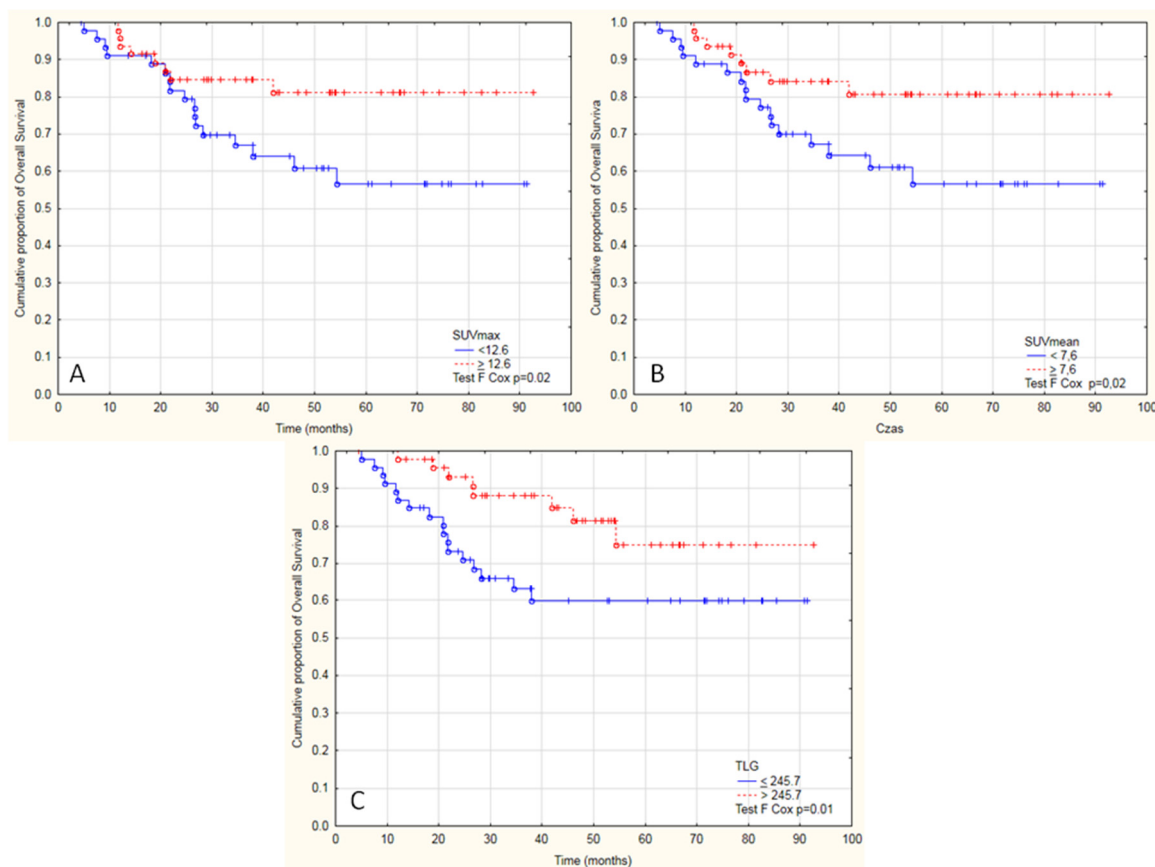 Cumulative proportion of Overall Surviva
1.0
0.9
0.8
0.7
0.6
0.5
0.4
0.3
0.2
0.1
0.0
SUVmax
<12.6
≥ 12.6
Test F Cox p=0.02
A
0 10 20 30 40 50 60 70 80 90 100
Time (months)
Cumulative proportion of Overall Survival
1.0
0.9
0.8
0.7
0.6
0.5
0.4
0.3
0.2
0.1
0.0
SUVmean
< 7,6
≥ 7,6
Test F Cox p=0,02
B
0 10 20 30 40 50 60 70 80 90 100
Czas
Cumulative proportion of Overall Survival
1.0
0.9
0.8
0.7
0.6
0.5
0.4
0.3
0.2
0.1
0.0
TLG
≤ 245.7
> 245.7
Test F Cox p=0.01
C
0 10 20 30 40 50 60 70 80 90 100
Time (months)